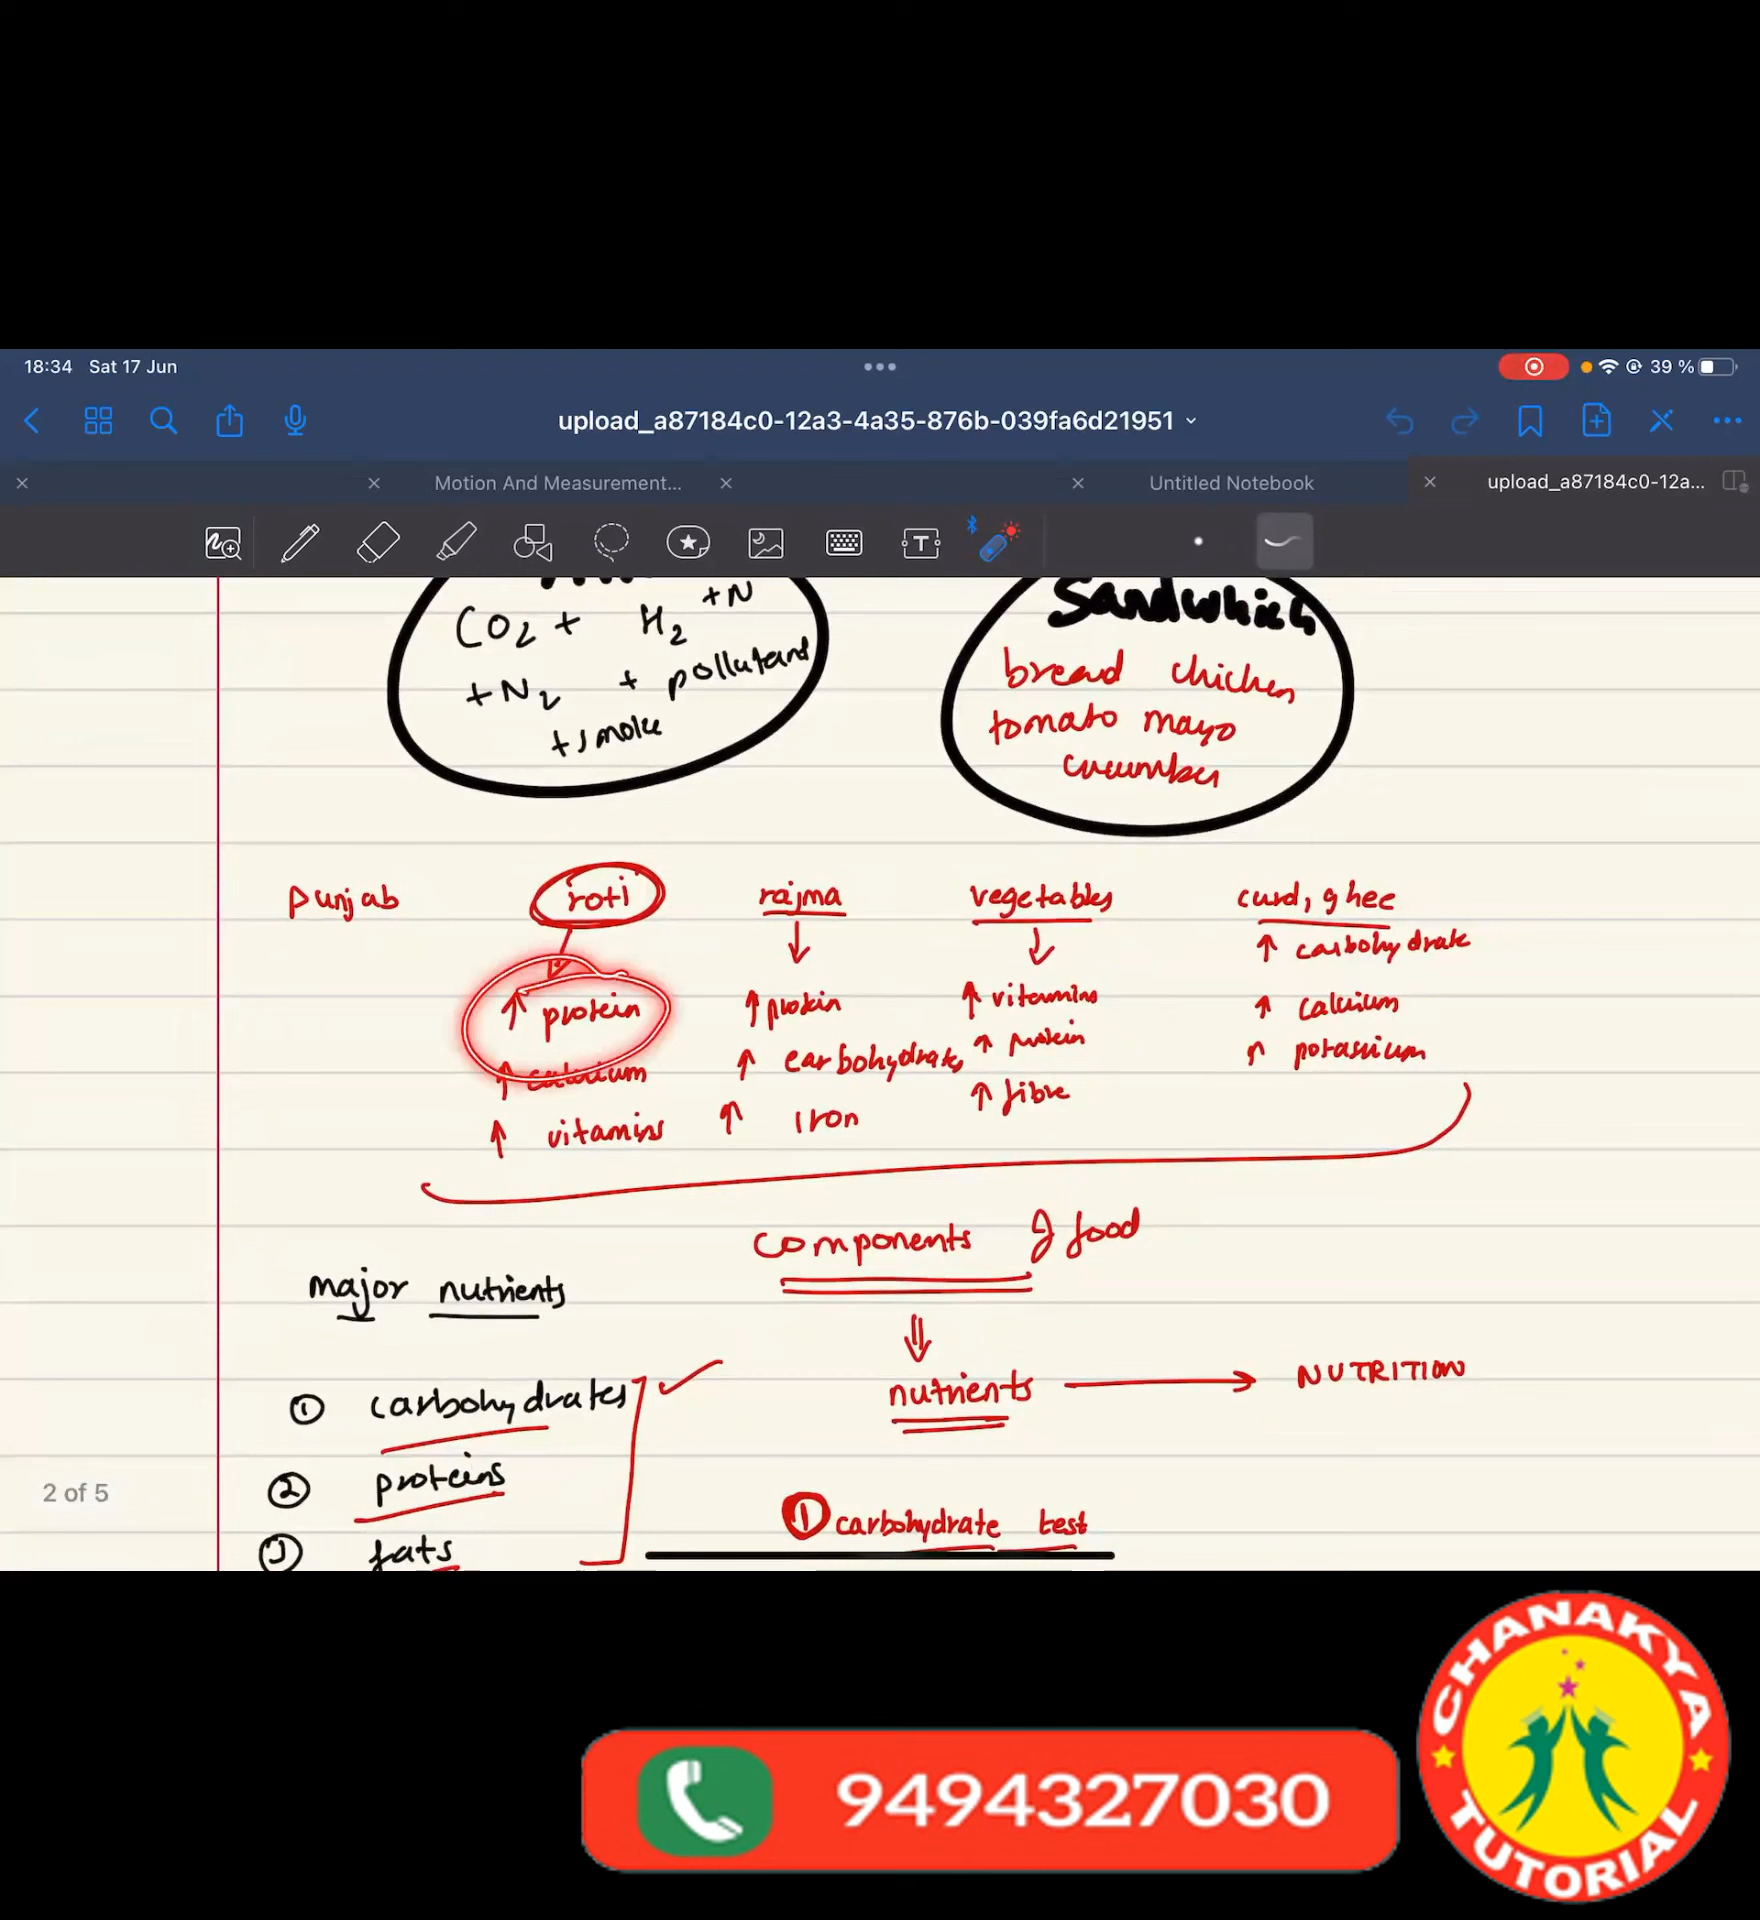 18:34 Sat 17 Jun
39 %
upload_a87184c0-12a3-4a35-876b-039fa6d21951
Motion And Measurement...
Untitled Notebook
upload_a87184c0-12a...
CO2 + H2 +N
+N2 + pollutant
+smoke
Sandwhich
bread chicken
tomato mayo
cucumber
Punjab roti rajma vegetables curd, ghee
↑ carbohydrate
↑ protein ↑ protein ↑ vitamins ↑ calcium
↑ calcium ↑ carbohydrate ↑ protein ↑ potassium
↑ vitamins ↑ Iron ↑ fibre
components of food
major nutrients
nutrients → NUTRITION
① carbohydrates
② proteins
③ fats
① carbohydrate test
2 of 5
9494327030
CHANAKYA
TUTORIAL